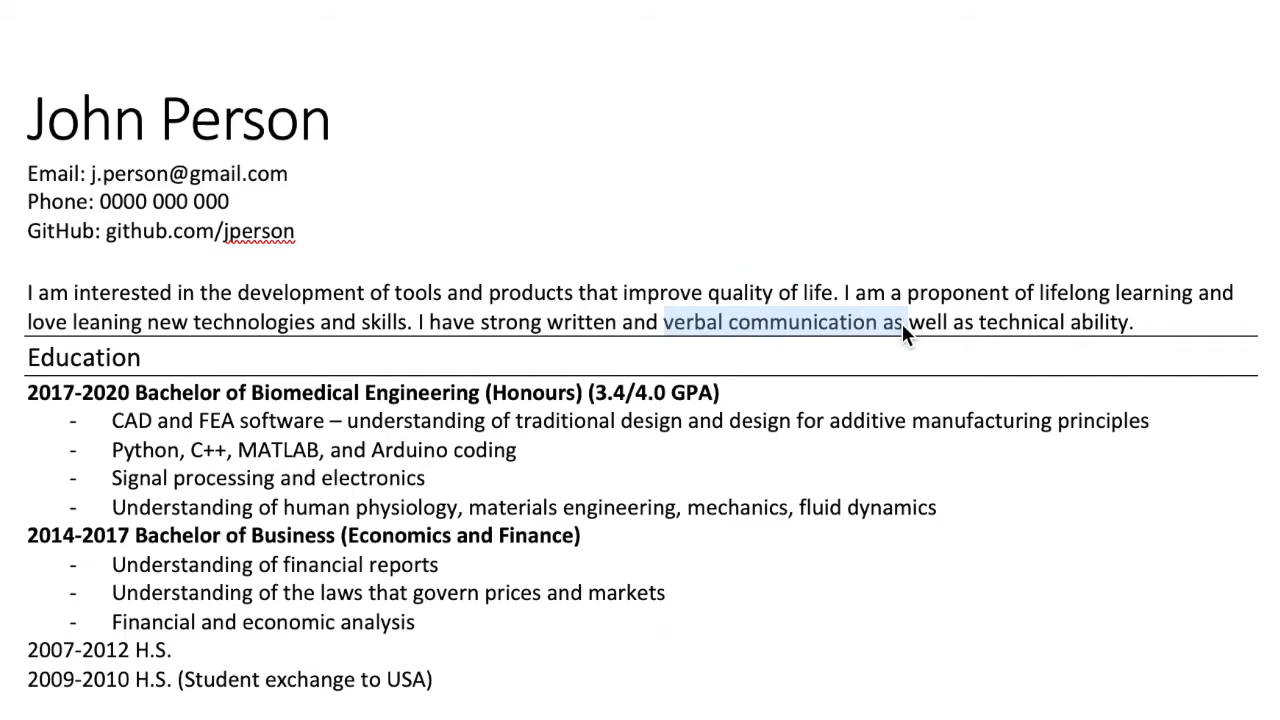 John Person
Email: j.person@gmail.com
Phone: 0000 000 000
GitHub: github.com/jperson
I am interested in the development of tools and products that improve quality of life. I am a proponent of lifelong learning and
love leaning new technologies and skills. I have strong written and verbal communication as well as technical ability.
Education
2017-2020 Bachelor of Biomedical Engineering (Honours) (3.4/4.0 GPA)
- CAD and FEA software – understanding of traditional design and design for additive manufacturing principles
- Python, C++, MATLAB, and Arduino coding
- Signal processing and electronics
- Understanding of human physiology, materials engineering, mechanics, fluid dynamics
2014-2017 Bachelor of Business (Economics and Finance)
- Understanding of financial reports
- Understanding of the laws that govern prices and markets
- Financial and economic analysis
2007-2012 H.S.
2009-2010 H.S. (Student exchange to USA)